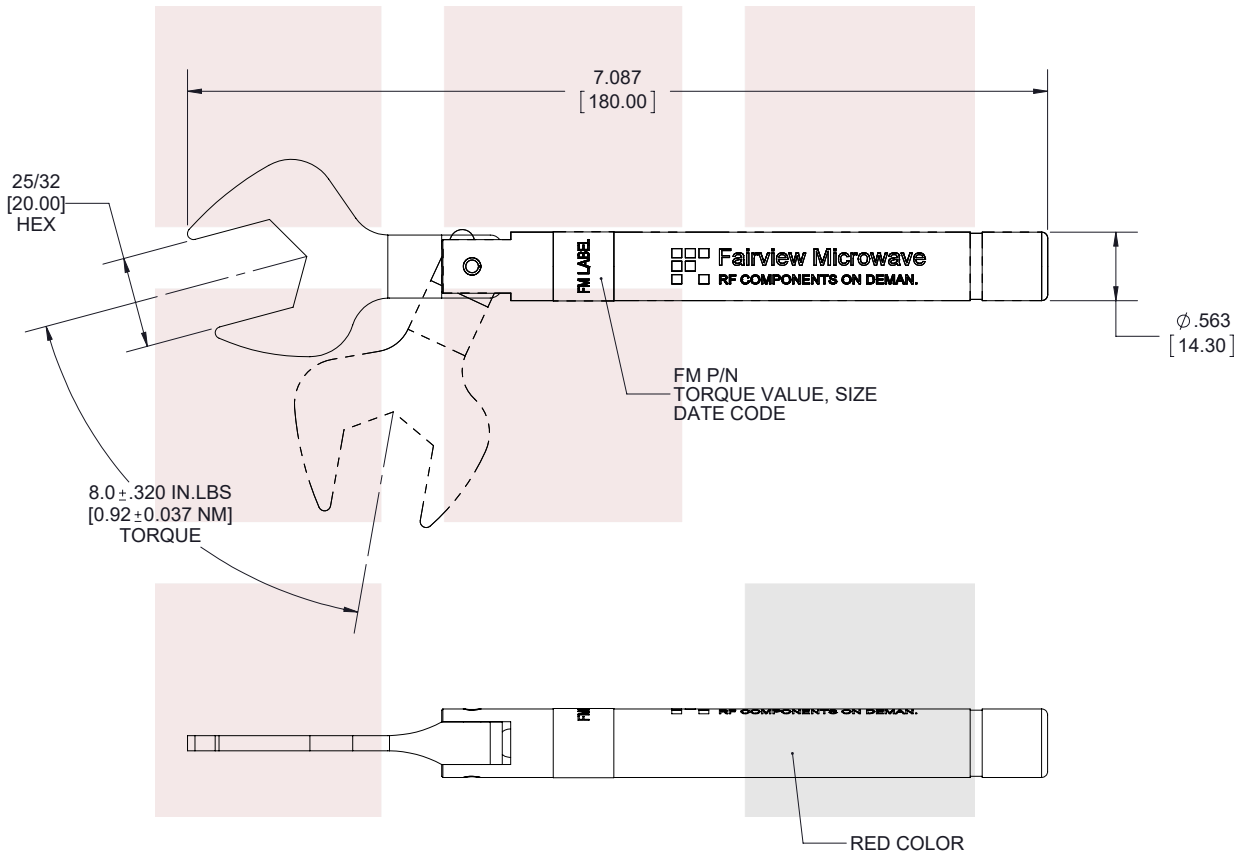 7.087
[180.00]
25/32
[20.00]
HEX
FM LABEL
Fairview Microwave
RF COMPONENTS ON DEMAN.
⌀.563
[14.30]
FM P/N
TORQUE VALUE, SIZE
DATE CODE
8.0±.320 IN.LBS
[0.92±0.037 NM]
TORQUE
FM
RF COMPONENTS ON DEMAN.
RED COLOR